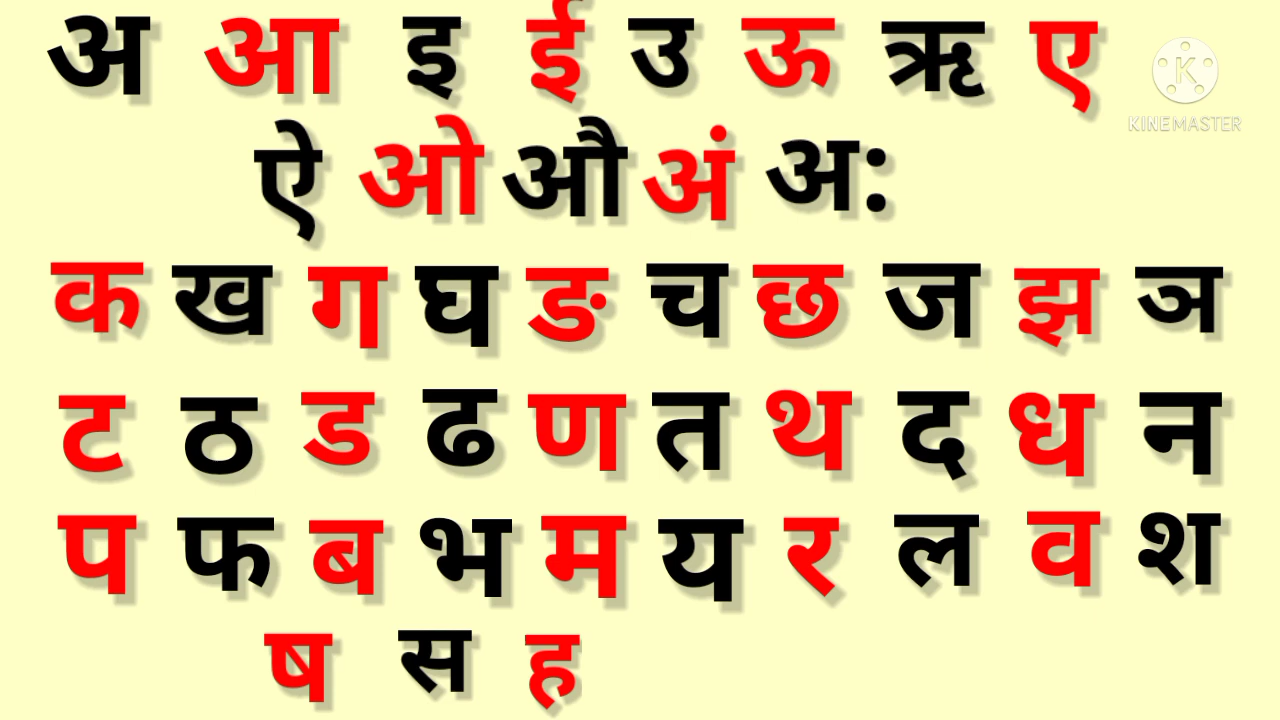 अ आ इ ई उ ऊ ऋ ए
K
KINEMASTER
ऐ ओ औ अं अ:
क ख ग घ ङ च छ ज झ ञ
ट ठ ड ढ ण त थ द ध न
प फ ब भ म य र ल व श
ष स ह